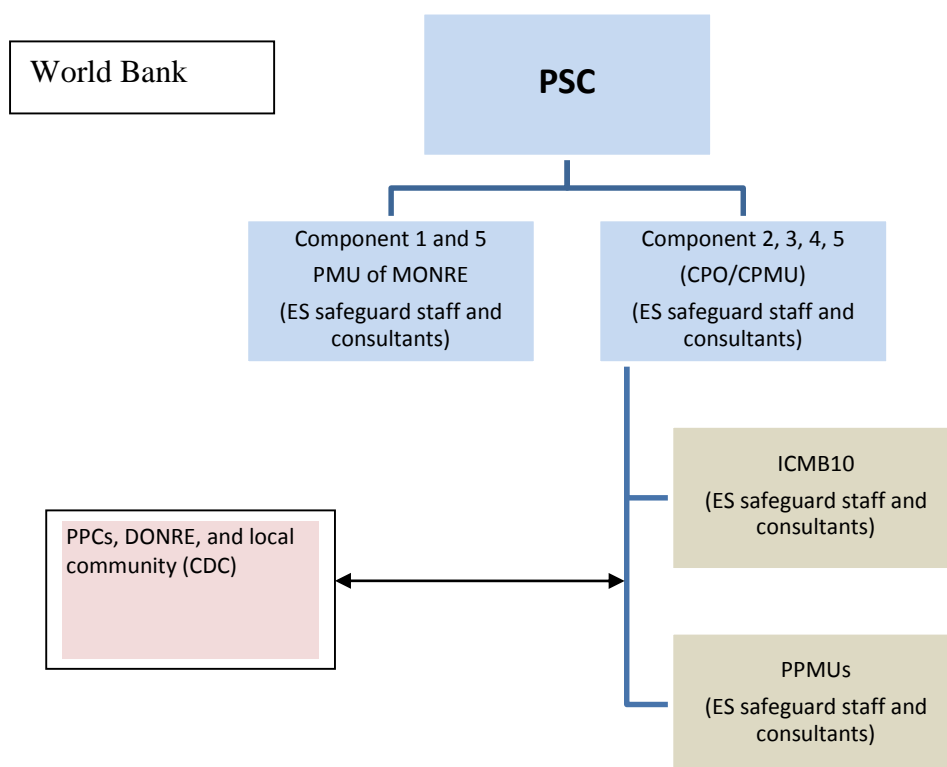 World Bank
PSC
Component 1 and 5
PMU of MONRE
(ES safeguard staff and
consultants)
Component 2, 3, 4, 5
(CPO/CPMU)
(ES safeguard staff and
consultants)
ICMB10
(ES safeguard staff and
consultants)
PPCs, DONRE, and local
community (CDC)
PPMUs
(ES safeguard staff and
consultants)